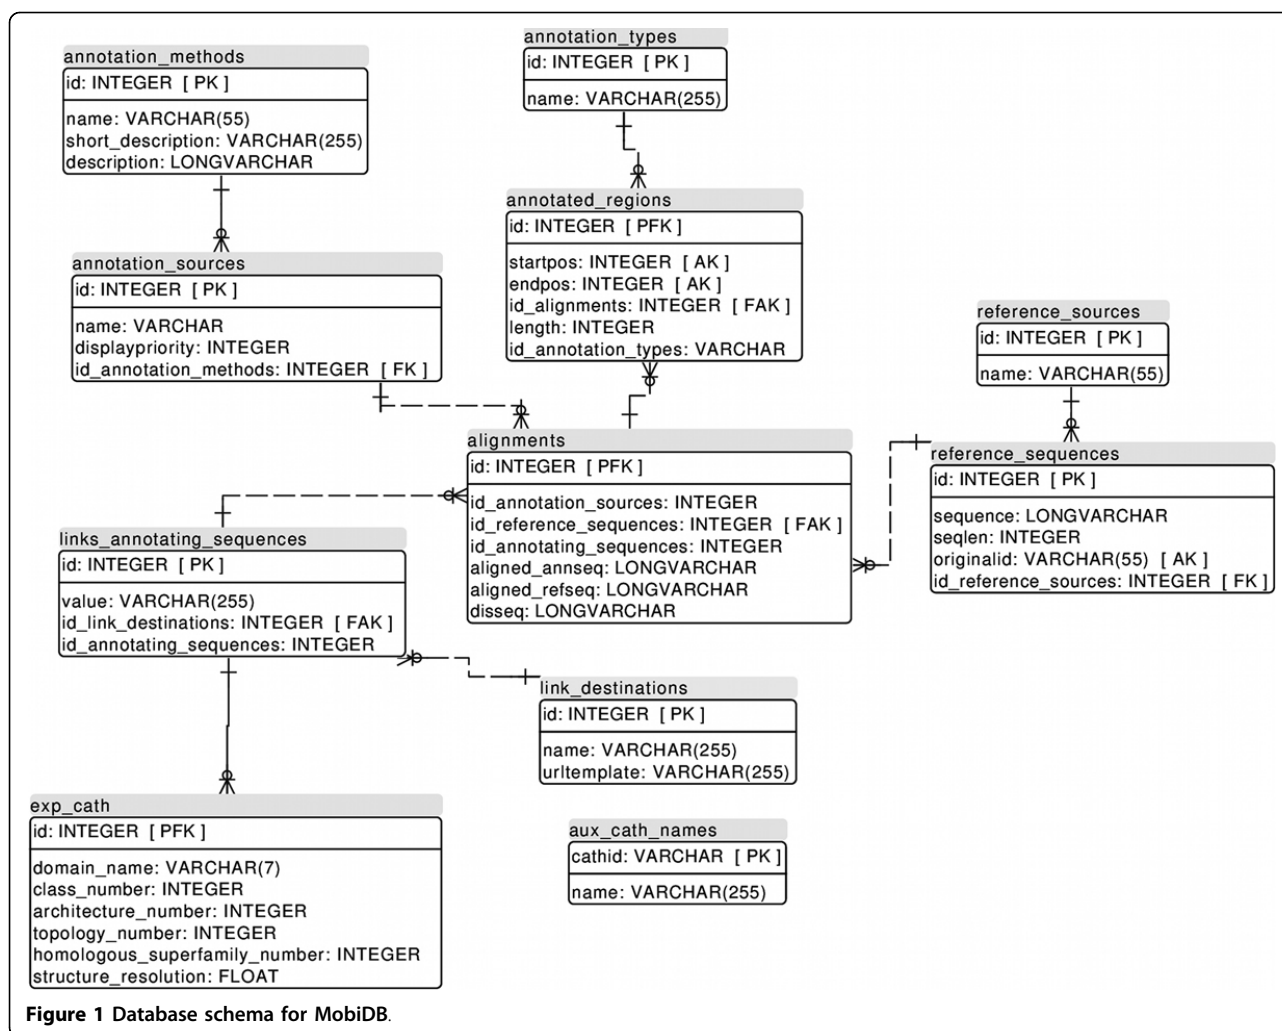 annotation_methods
id: INTEGER [ PK ]
name: VARCHAR(55)
short_description: VARCHAR(255)
description: LONGVARCHAR
annotation_types
id: INTEGER [ PK ]
name: VARCHAR(255)
annotation_sources
id: INTEGER [ PK ]
name: VARCHAR
displaypriority: INTEGER
id_annotation_methods: INTEGER [ FK ]
annotated_regions
id: INTEGER [ PFK ]
startpos: INTEGER [ AK ]
endpos: INTEGER [ AK ]
id_alignments: INTEGER [ FAK ]
length: INTEGER
id_annotation_types: VARCHAR
reference_sources
id: INTEGER [ PK ]
name: VARCHAR(55)
alignments
id: INTEGER [ PFK ]
id_annotation_sources: INTEGER
id_reference_sequences: INTEGER [ FAK ]
id_annotating_sequences: INTEGER
aligned_annseq: LONGVARCHAR
aligned_refseq: LONGVARCHAR
disseq: LONGVARCHAR
reference_sequences
id: INTEGER [ PK ]
sequence: LONGVARCHAR
seqlen: INTEGER
originalid: VARCHAR(55) [ AK ]
id_reference_sources: INTEGER [ FK ]
links_annotating_sequences
id: INTEGER [ PK ]
value: VARCHAR(255)
id_link_destinations: INTEGER [ FAK ]
id_annotating_sequences: INTEGER
link_destinations
id: INTEGER [ PK ]
name: VARCHAR(255)
urltemplate: VARCHAR(255)
exp_cath
id: INTEGER [ PFK ]
domain_name: VARCHAR(7)
class_number: INTEGER
architecture_number: INTEGER
topology_number: INTEGER
homologous_superfamily_number: INTEGER
structure_resolution: FLOAT
aux_cath_names
cathid: VARCHAR [ PK ]
name: VARCHAR(255)
Figure 1 Database schema for MobiDB.